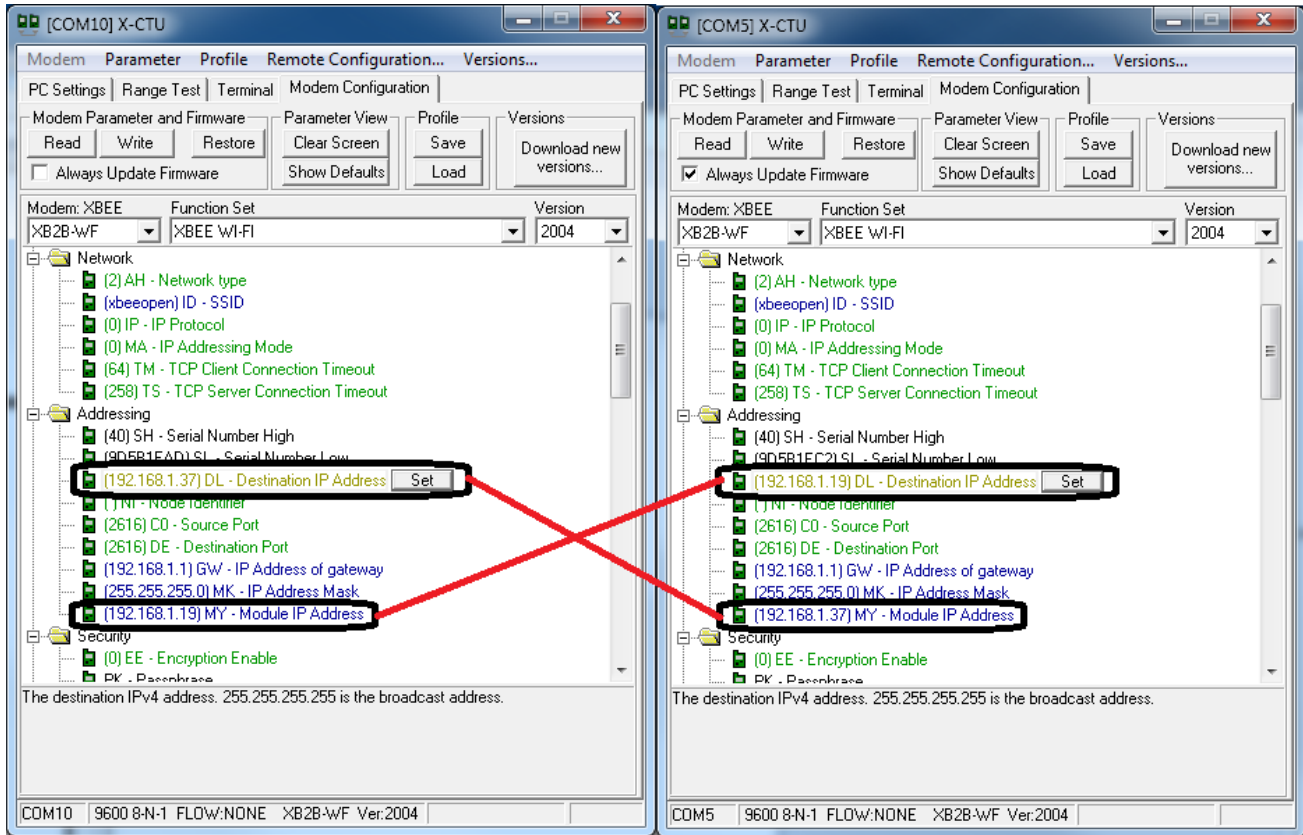 [COM10] X-CTU
Modem Parameter Profile Remote Configuration... Versions...
PC Settings Range Test Terminal Modem Configuration
Modem Parameter and Firmware Parameter View Profile Versions
Read Write Restore Clear Screen Save Download new versions...
Always Update Firmware Show Defaults Load
Modem: XBEE Function Set Version
XB2B-WF XBEE WI-FI 2004
Network
(2) AH - Network type
(xbeeopen) ID - SSID
(0) IP - IP Protocol
(0) MA - IP Addressing Mode
(64) TM - TCP Client Connection Timeout
(258) TS - TCP Server Connection Timeout
Addressing
(40) SH - Serial Number High
(9D5B1EAD) SL - Serial Number Low
(192.168.1.37) DL - Destination IP Address Set
( ) NI - Node Identifier
(2616) C0 - Source Port
(2616) DE - Destination Port
(192.168.1.1) GW - IP Address of gateway
(255.255.255.0) MK - IP Address Mask
(192.168.1.19) MY - Module IP Address
Security
(0) EE - Encryption Enable
PK - Passphrase
The destination IPv4 address. 255.255.255.255 is the broadcast address.
COM10 9600 8-N-1 FLOW:NONE XB2B-WF Ver:2004
[COM5] X-CTU
Modem Parameter Profile Remote Configuration... Versions...
PC Settings Range Test Terminal Modem Configuration
Modem Parameter and Firmware Parameter View Profile Versions
Read Write Restore Clear Screen Save Download new versions...
Always Update Firmware Show Defaults Load
Modem: XBEE Function Set Version
XB2B-WF XBEE WI-FI 2004
Network
(2) AH - Network type
(xbeeopen) ID - SSID
(0) IP - IP Protocol
(0) MA - IP Addressing Mode
(64) TM - TCP Client Connection Timeout
(258) TS - TCP Server Connection Timeout
Addressing
(40) SH - Serial Number High
(9D5B1EC2) SL - Serial Number Low
(192.168.1.19) DL - Destination IP Address Set
( ) NI - Node Identifier
(2616) C0 - Source Port
(2616) DE - Destination Port
(192.168.1.1) GW - IP Address of gateway
(255.255.255.0) MK - IP Address Mask
(192.168.1.37) MY - Module IP Address
Security
(0) EE - Encryption Enable
PK - Passphrase
The destination IPv4 address. 255.255.255.255 is the broadcast address.
COM5 9600 8-N-1 FLOW:NONE XB2B-WF Ver:2004